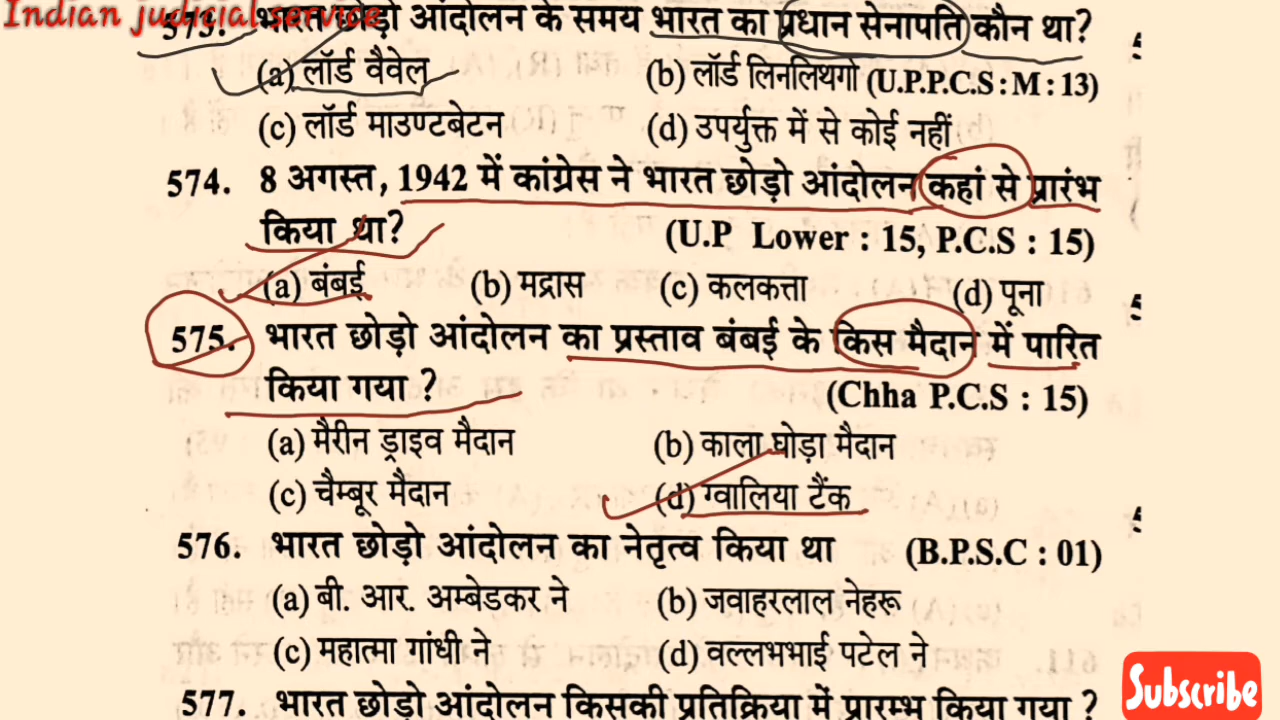 Indian judicial service
573. भारत छोड़ो आंदोलन के समय भारत का प्रधान सेनापति कौन था?
(a) लॉर्ड वैवेल (b) लॉर्ड लिनलिथगो (U.P.P.C.S : M : 13)
(c) लॉर्ड माउण्टबेटन (d) उपर्युक्त में से कोई नहीं
574. 8 अगस्त, 1942 में कांग्रेस ने भारत छोड़ो आंदोलन कहां से प्रारंभ
किया था? (U.P Lower : 15, P.C.S : 15)
(a) बंबई (b) मद्रास (c) कलकत्ता (d) पूना
575. भारत छोड़ो आंदोलन का प्रस्ताव बंबई के किस मैदान में पारित
किया गया ? (Chha P.C.S : 15)
(a) मैरीन ड्राइव मैदान (b) काला घोड़ा मैदान
(c) चैम्बूर मैदान (d) ग्वालिया टैंक
576. भारत छोड़ो आंदोलन का नेतृत्व किया था (B.P.S.C : 01)
(a) बी. आर. अम्बेडकर ने (b) जवाहरलाल नेहरू
(c) महात्मा गांधी ने (d) वल्लभभाई पटेल ने
577. भारत छोड़ो आंदोलन किसकी प्रतिक्रिया में प्रारम्भ किया गया ?
Subscribe